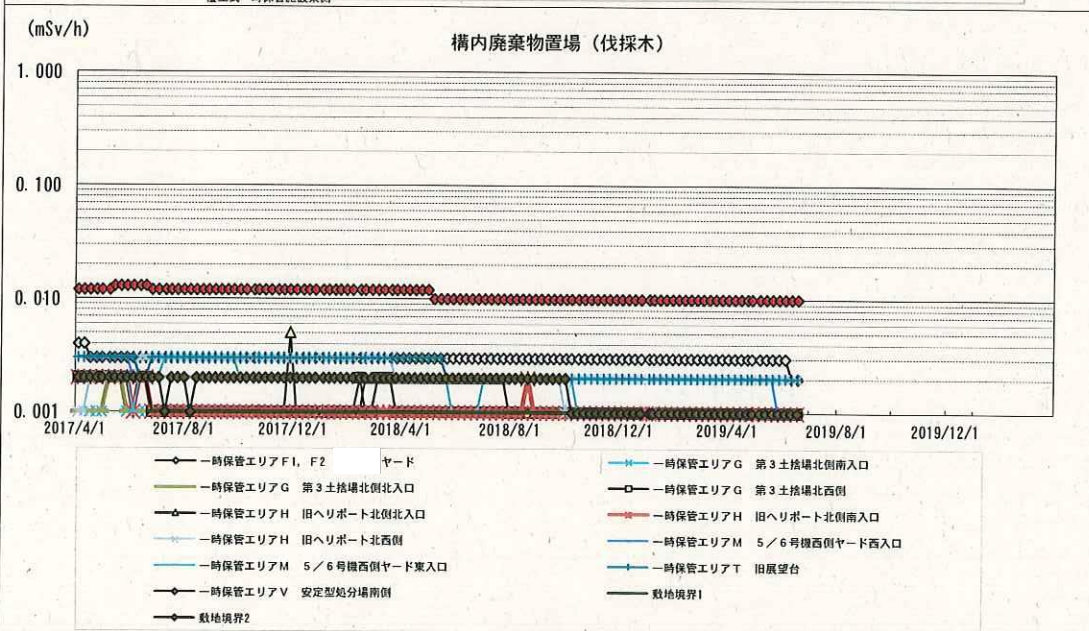 (mSv/h)
構内廃棄物置場（伐採木）
1.000
0.100
0.010
0.001
2017/4/1 2017/8/1 2017/12/1 2018/4/1 2018/8/1 2018/12/1 2019/4/1 2019/8/1 2019/12/1
一時保管エリアF1，F2 ヤード
一時保管エリアG 第3土捨場北側南入口
一時保管エリアG 第3土捨場北側北入口
一時保管エリアG 第3土捨場北西側
一時保管エリアH 旧ヘリポート北側北入口
一時保管エリアH 旧ヘリポート北側南入口
一時保管エリアH 旧ヘリポート北西側
一時保管エリアM 5／6号機西側ヤード西入口
一時保管エリアM 5／6号機西側ヤード東入口
一時保管エリアT 旧展望台
一時保管エリアV 安定型処分場南側
敷地境界1
敷地境界2